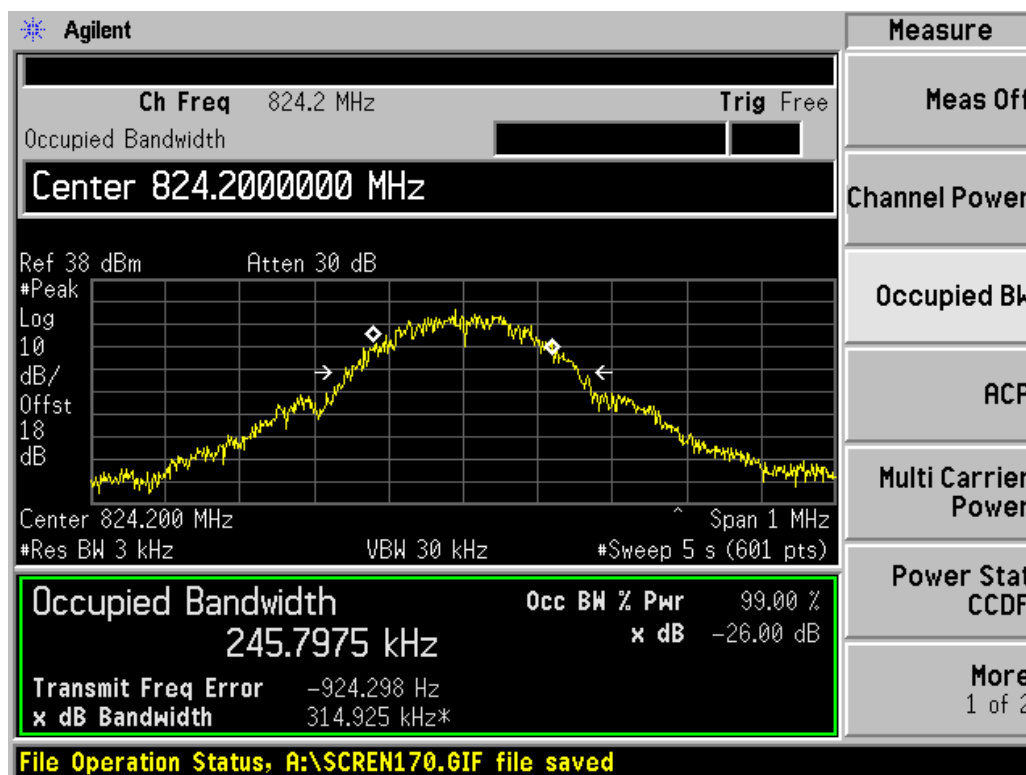 Agilent
Measure
Ch Freq 824.2 MHz Trig Free
Occupied Bandwidth
Center 824.2000000 MHz
Ref 38 dBm Atten 30 dB
#Peak
Log
10
dB/
Offst
18
dB
Center 824.200 MHz ^ Span 1 MHz
#Res BW 3 kHz VBW 30 kHz #Sweep 5 s (601 pts)
Occupied Bandwidth
245.7975 kHz
Occ BW % Pwr 99.00 %
x dB -26.00 dB
Transmit Freq Error -924.298 Hz
x dB Bandwidth 314.925 kHz*
Meas Off
Channel Power
Occupied BW
ACP
Multi Carrier
Power
Power Stat
CCDF
More
1 of 2
File Operation Status, A:\SCREN170.GIF file saved